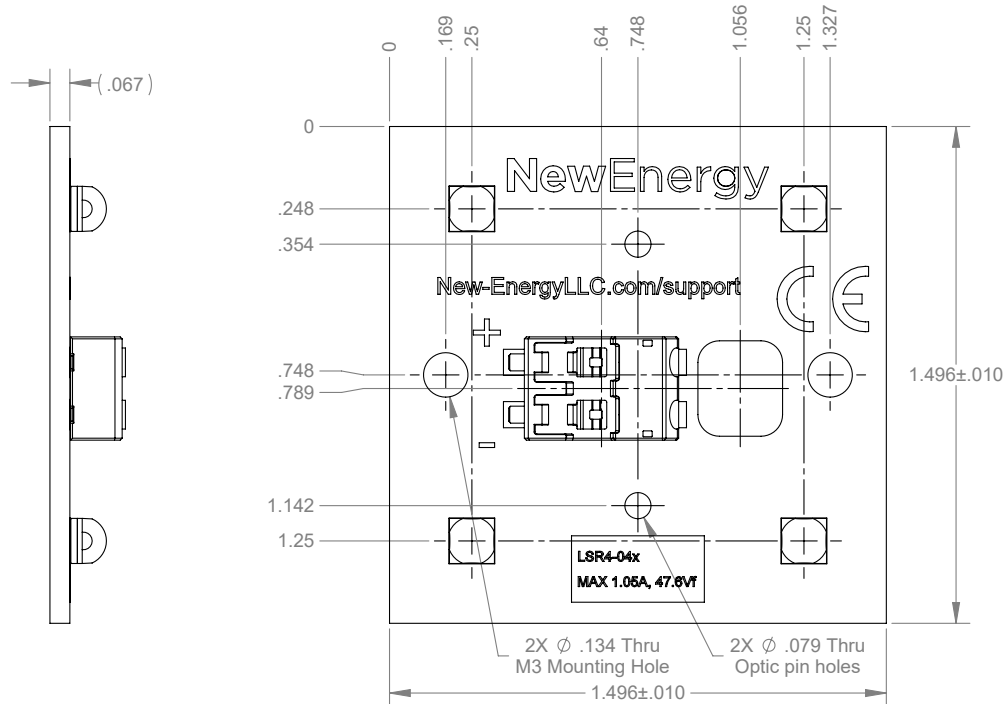 0
.169
.25
.64
.748
1.056
1.25
1.327
(.067)
0
NewEnergy
.248
.354
New-EnergyLLC.com/support
CE
+
.748
.789
1.496±.010
-
1.142
1.25
LSR4-04x
MAX 1.05A, 47.6Vf
2X Ø .134 Thru
M3 Mounting Hole
2X Ø .079 Thru
Optic pin holes
1.496±.010